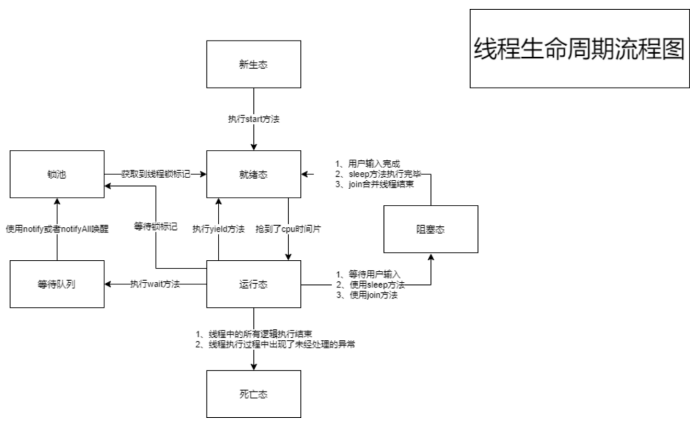 线程生命周期流程图
新生态
执行start方法
锁池
获取到线程锁标记
就绪态
1、用户输入完成
2、sleep方法执行完毕
3、join合并线程结束
使用notify或者notifyAll唤醒
等待锁标记
执行yield方法
抢到了cpu时间片
阻塞态
等待队列
执行wait方法
运行态
1、等待用户输入
2、使用sleep方法
3、使用join方法
1、线程中的所有逻辑执行结束
2、线程执行过程中出现了未经处理的异常
死亡态